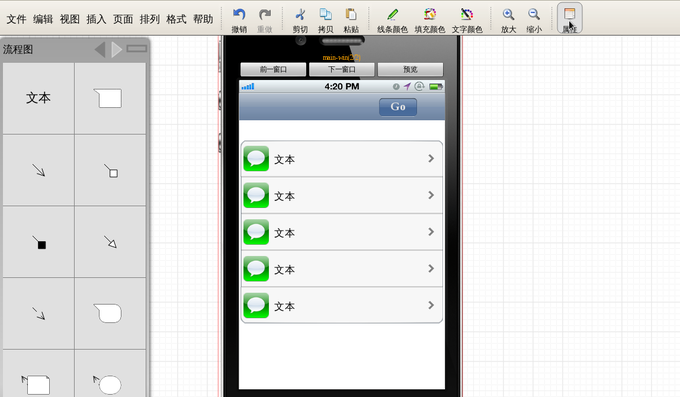 文件 编辑 视图 插入 页面 排列 格式 帮助
撤销 重做 剪切 拷贝 粘贴 线条颜色 填充颜色 文字颜色 放大 缩小 属性
流程图
文本
前一窗口 下一窗口 预览
4:20 PM
Go
文本
文本
文本
文本
文本